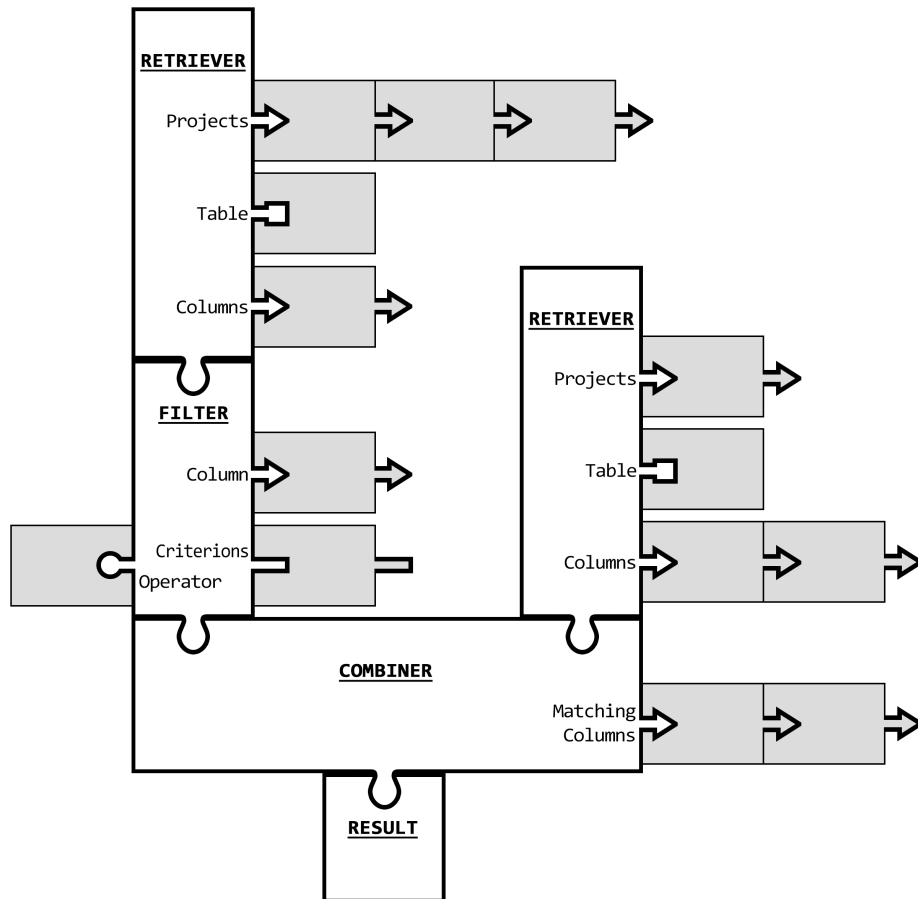 RETRIEVER
Projects
Table
Columns
RETRIEVER
Projects
Table
Columns
FILTER
Column
Criterions
Operator
COMBINER
Matching
Columns
RESULT